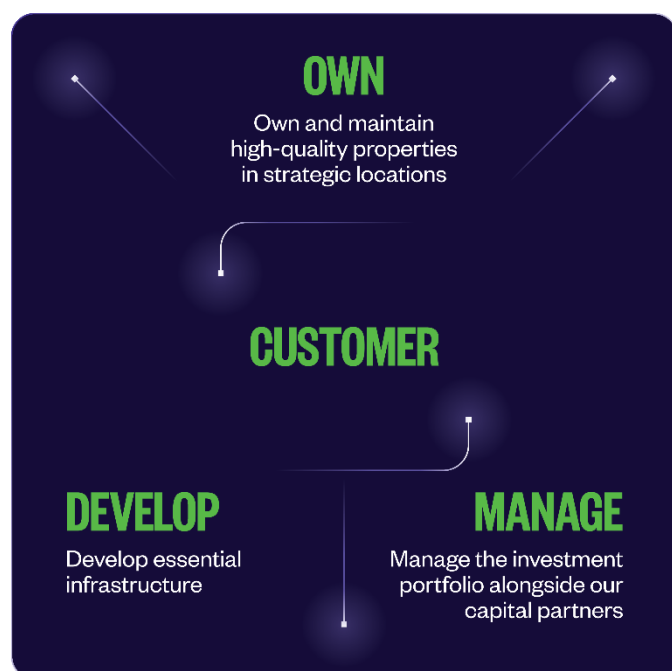 OWN
Own and maintain
high-quality properties
in strategic locations
CUSTOMER
DEVELOP
Develop essential
infrastructure
MANAGE
Manage the investment
portfolio alongside our
capital partners